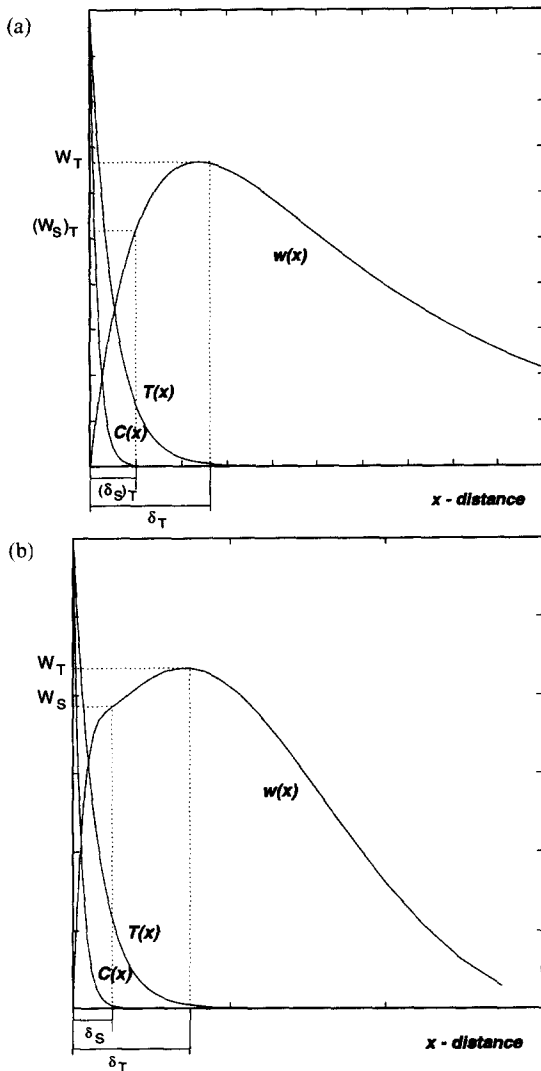 (a)
W_T
(W_S)_T
w(x)
T(x)
C(x)
(δ_S)_T
δ_T
x - distance
(b)
W_T
W_S
w(x)
T(x)
C(x)
δ_S
δ_T
x - distance